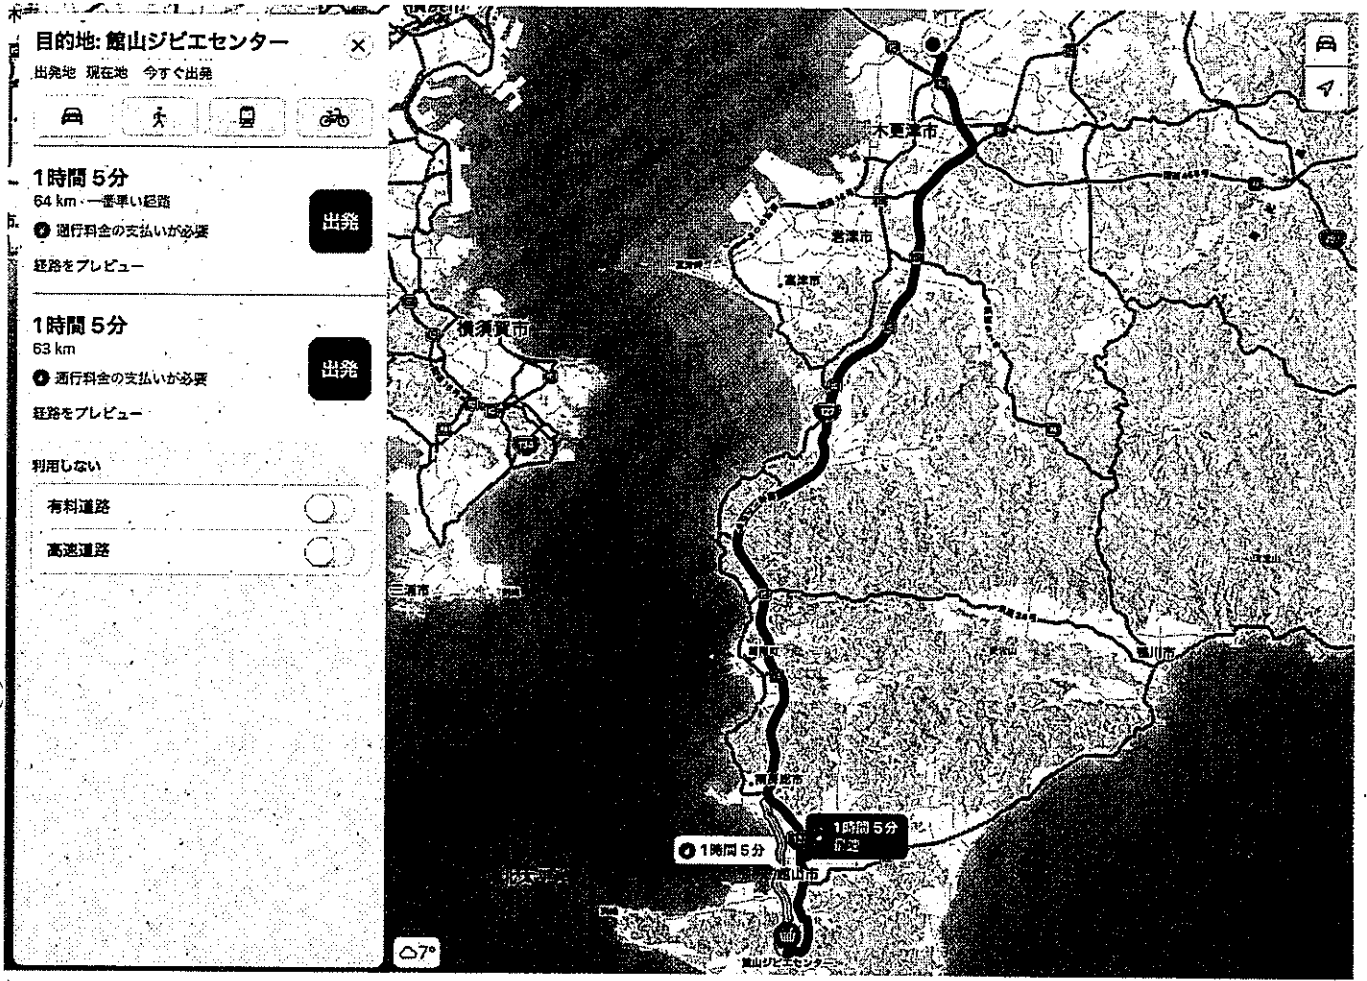 目的地: 館山ジビエセンター
出発地 現在地 今すぐ出発
1時間5分
64 km · 一番早い経路
通行料金の支払いが必要
経路をプレビュー
出発
1時間5分
63 km
通行料金の支払いが必要
経路をプレビュー
出発
利用しない
有料道路
高速道路
木更津市
君津市
富津市
横須賀市
三浦市
鴨川市
南房総市
1時間5分
最速
1時間5分
館山市
館山ジビエセンター
7°